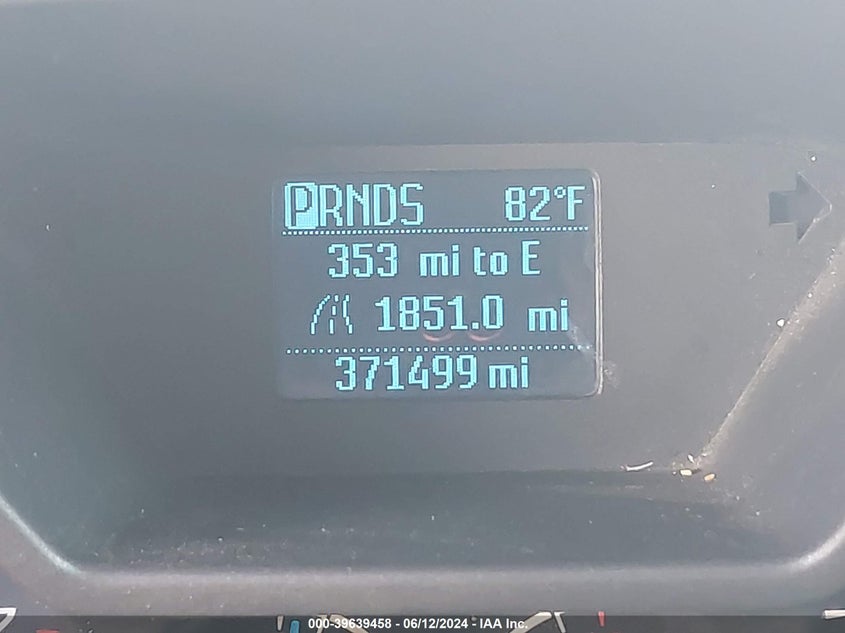 PRNDS 82°F
353 mi to E
1851.0 mi
371499 mi
000-39639458 - 06/12/2024 - IAA Inc.